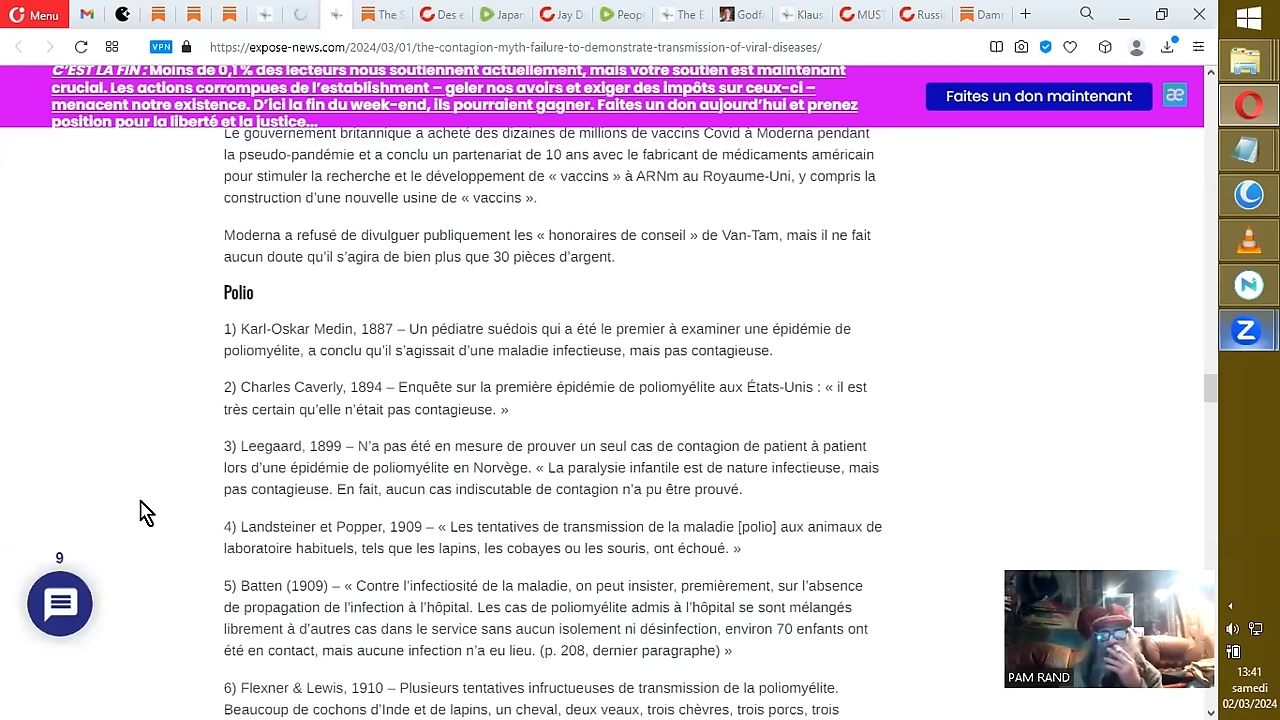 Menu
The S
Des e
Japan
Jay D
Peopl
The E
Godfa
Klaus
MUS
Russi
Damn
VPN
https://expose-news.com/2024/03/01/the-contagion-myth-failure-to-demonstrate-transmission-of-viral-diseases/
C'EST LA FIN : Moins de 0,1 % des lecteurs nous soutiennent actuellement, mais votre soutien est maintenant
crucial. Les actions corrompues de l'establishment – geler nos avoirs et exiger des impôts sur ceux-ci –
menacent notre existence. D'ici la fin du week-end, ils pourraient gagner. Faites un don aujourd'hui et prenez
position pour la liberté et la justice...
Faites un don maintenant
æ
Le gouvernement britannique a acheté des dizaines de millions de vaccins Covid à Moderna pendant
la pseudo-pandémie et a conclu un partenariat de 10 ans avec le fabricant de médicaments américain
pour stimuler la recherche et le développement de « vaccins » à ARNm au Royaume-Uni, y compris la
construction d'une nouvelle usine de « vaccins ».
Moderna a refusé de divulguer publiquement les « honoraires de conseil » de Van-Tam, mais il ne fait
aucun doute qu'il s'agira de bien plus que 30 pièces d'argent.
Polio
1) Karl-Oskar Medin, 1887 – Un pédiatre suédois qui a été le premier à examiner une épidémie de
poliomyélite, a conclu qu'il s'agissait d'une maladie infectieuse, mais pas contagieuse.
2) Charles Caverly, 1894 – Enquête sur la première épidémie de poliomyélite aux États-Unis : « il est
très certain qu'elle n'était pas contagieuse. »
3) Leegaard, 1899 – N'a pas été en mesure de prouver un seul cas de contagion de patient à patient
lors d'une épidémie de poliomyélite en Norvège. « La paralysie infantile est de nature infectieuse, mais
pas contagieuse. En fait, aucun cas indiscutable de contagion n'a pu être prouvé.
4) Landsteiner et Popper, 1909 – « Les tentatives de transmission de la maladie [polio] aux animaux de
laboratoire habituels, tels que les lapins, les cobayes ou les souris, ont échoué. »
5) Batten (1909) – « Contre l'infectiosité de la maladie, on peut insister, premièrement, sur l'absence
de propagation de l'infection à l'hôpital. Les cas de poliomyélite admis à l'hôpital se sont mélangés
librement à d'autres cas dans le service sans aucun isolement ni désinfection, environ 70 enfants ont
été en contact, mais aucune infection n'a eu lieu. (p. 208, dernier paragraphe) »
6) Flexner & Lewis, 1910 – Plusieurs tentatives infructueuses de transmission de la poliomyélite.
Beaucoup de cochons d'Inde et de lapins, un cheval, deux veaux, trois chèvres, trois porcs, trois
9
PAM RAND
13:41
samedi
02/03/2024